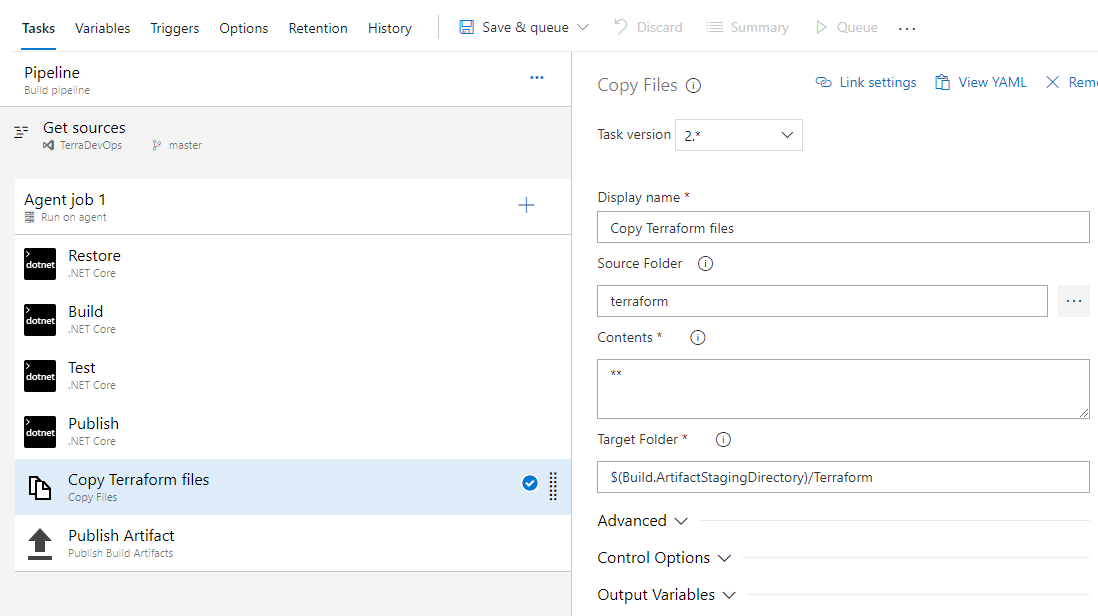 Tasks Variables Triggers Options Retention History Save & queue Discard Summary Queue ...
Pipeline ...
Build pipeline
Get sources
TerraDevOps master
Agent job 1
Run on agent
dotnet Restore
.NET Core
dotnet Build
.NET Core
dotnet Test
.NET Core
dotnet Publish
.NET Core
Copy Terraform files
Copy Files
Publish Artifact
Publish Build Artifacts
Copy Files Link settings View YAML Rem
Task version 2.*
Display name *
Copy Terraform files
Source Folder
terraform ...
Contents *
**
Target Folder *
$(Build.ArtifactStagingDirectory)/Terraform
Advanced
Control Options
Output Variables